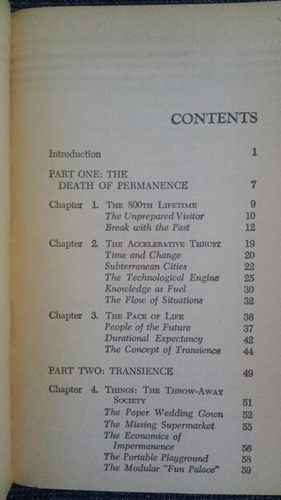 CONTENTS
Introduction 1
PART ONE: THE
DEATH OF PERMANENCE 7
Chapter 1. THE 800TH LIFETIME 9
The Unprepared Visitor 10
Break with the Past 12
Chapter 2. THE ACCELERATIVE THRUST 19
Time and Change 20
Subterranean Cities 22
The Technological Engine 25
Knowledge as Fuel 30
The Flow of Situations 32
Chapter 3. THE PACE OF LIFE 36
People of the Future 37
Durational Expectancy 42
The Concept of Transience 44
PART TWO: TRANSIENCE 49
Chapter 4. THINGS: THE THROW-AWAY
SOCIETY 51
The Paper Wedding Gown 52
The Missing Supermarket 55
The Economics of
Impermanence 56
The Portable Playground 58
The Modular "Fun Palace" 59